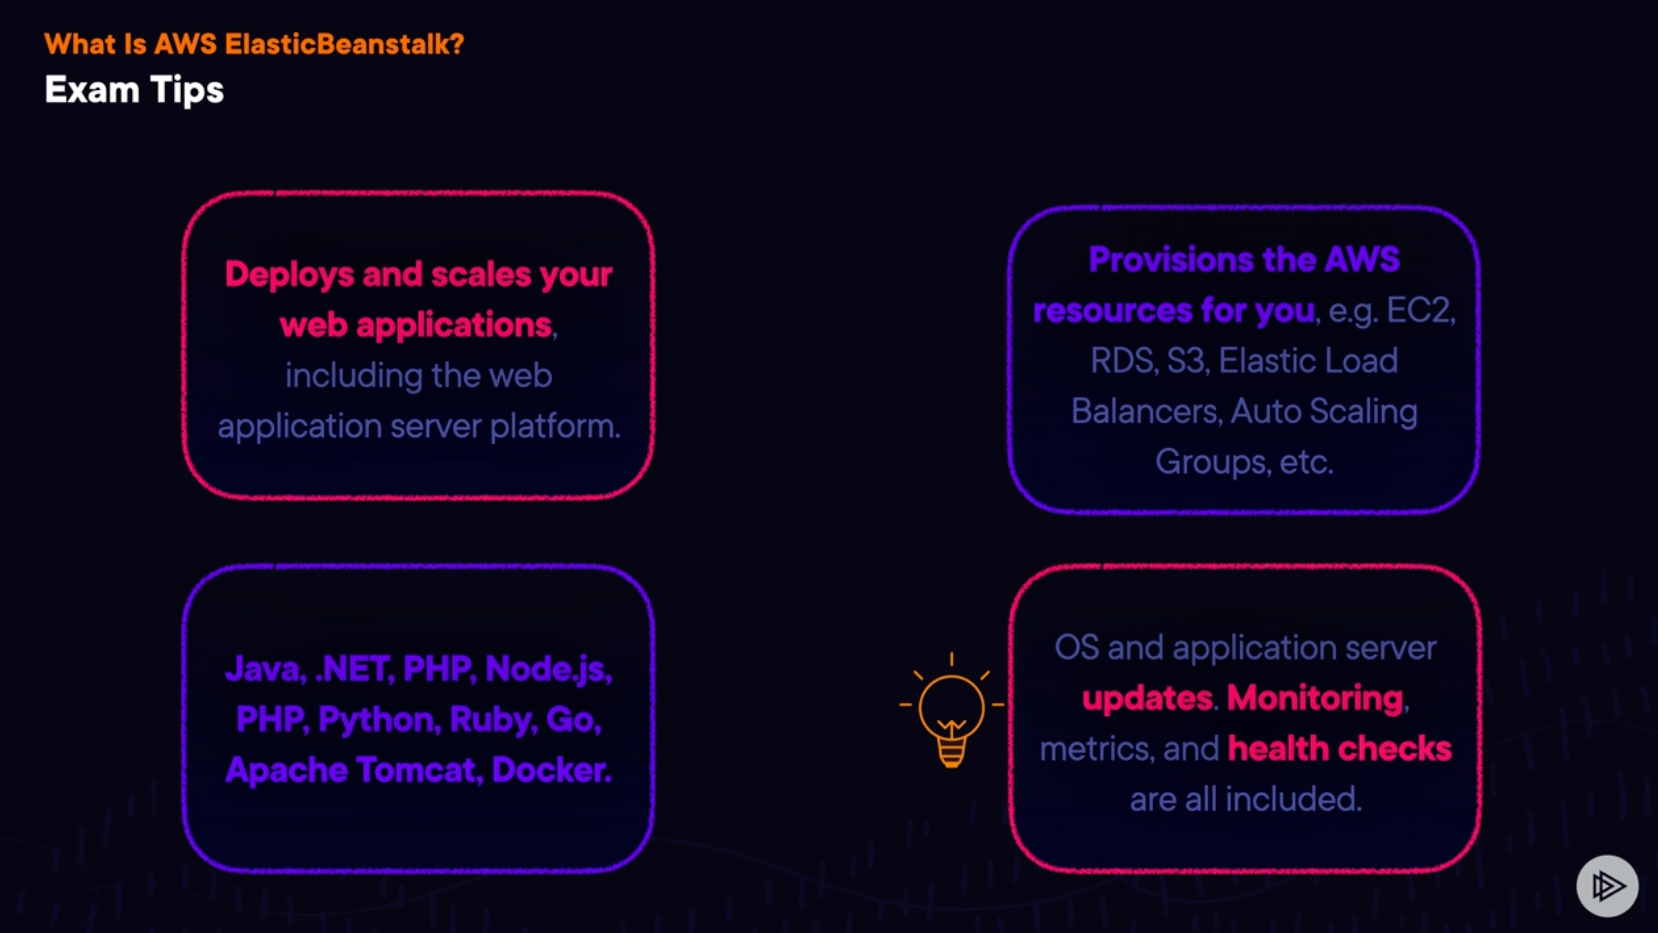 What Is AWS ElasticBeanstalk?
Exam Tips
Deploys and scales your
web applications,
including the web
application server platform.
Provisions the AWS
resources for you, e.g. EC2,
RDS, S3, Elastic Load
Balancers, Auto Scaling
Groups, etc.
Java, .NET, PHP, Node.js,
PHP, Python, Ruby, Go,
Apache Tomcat, Docker.
OS and application server
updates. Monitoring,
metrics, and health checks
are all included.